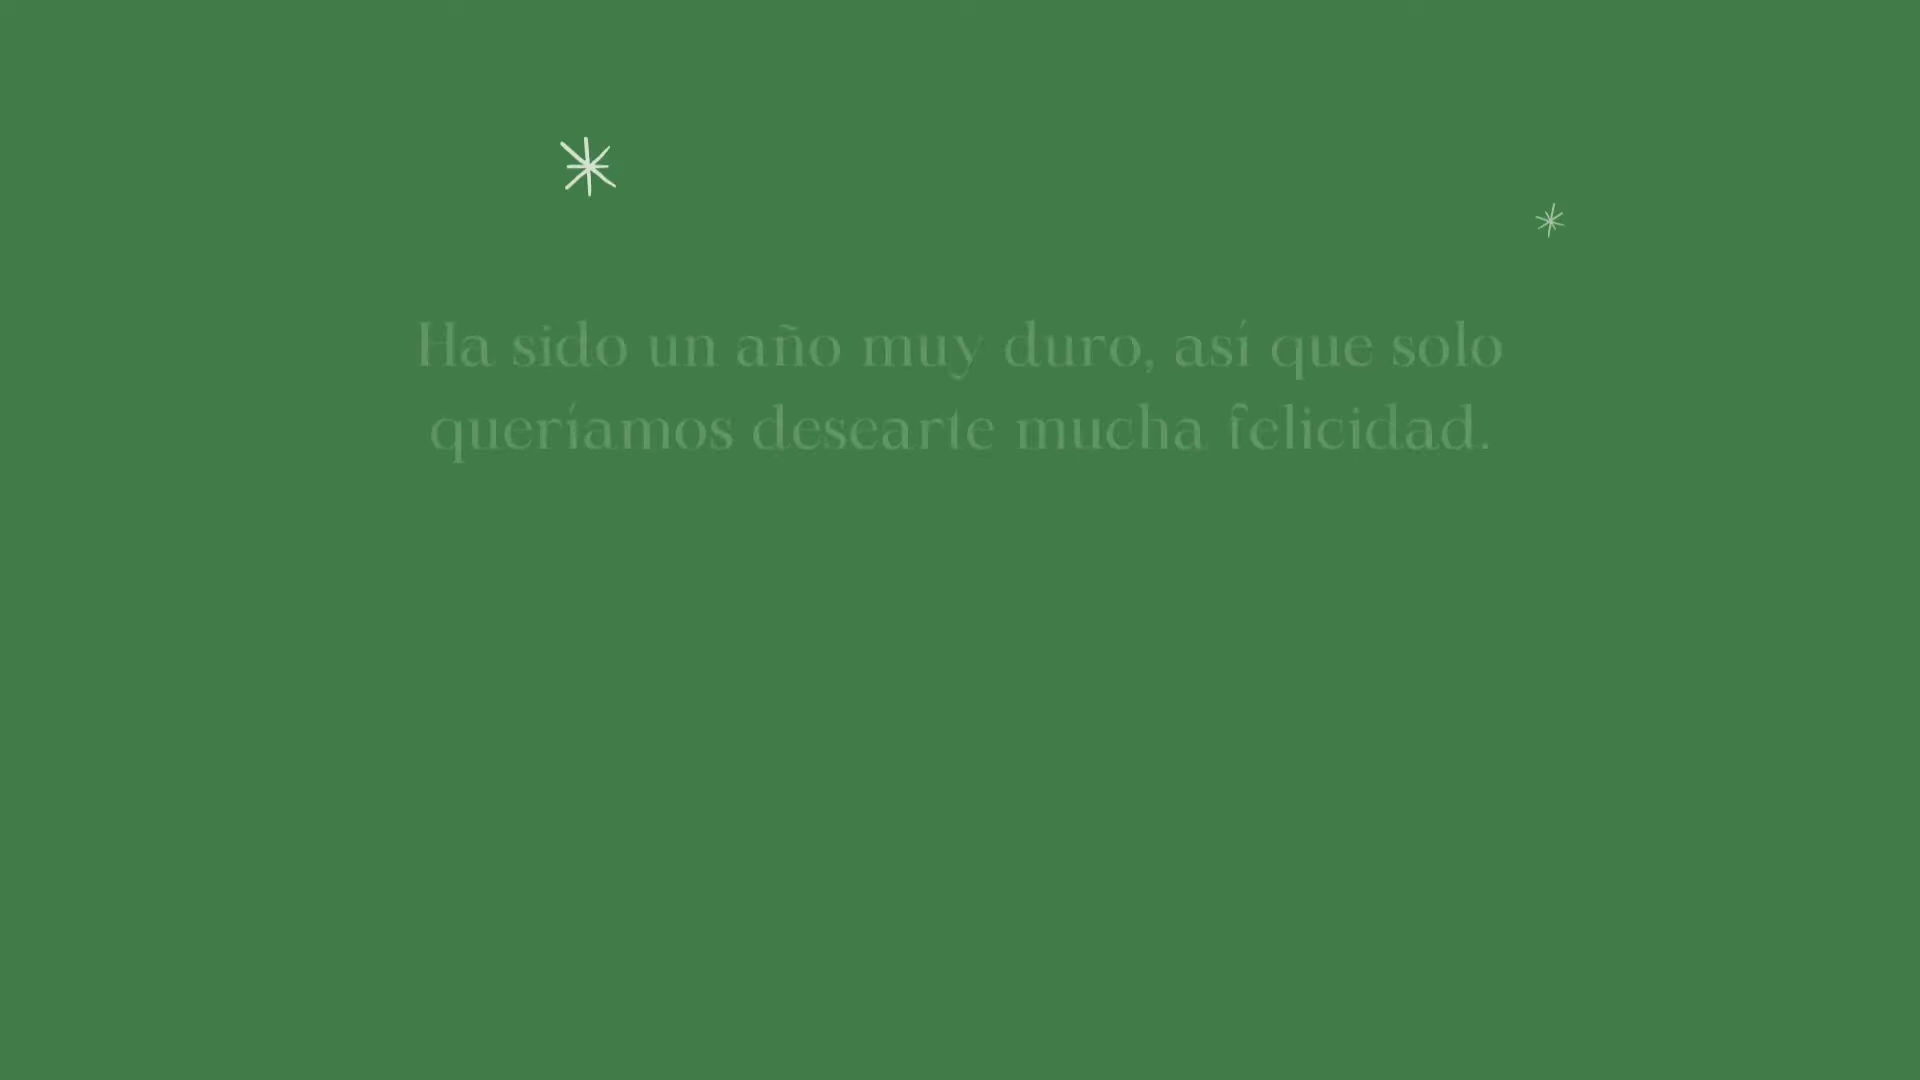 Ha sido un año muy duro, así que solo
queríamos desearte mucha felicidad.